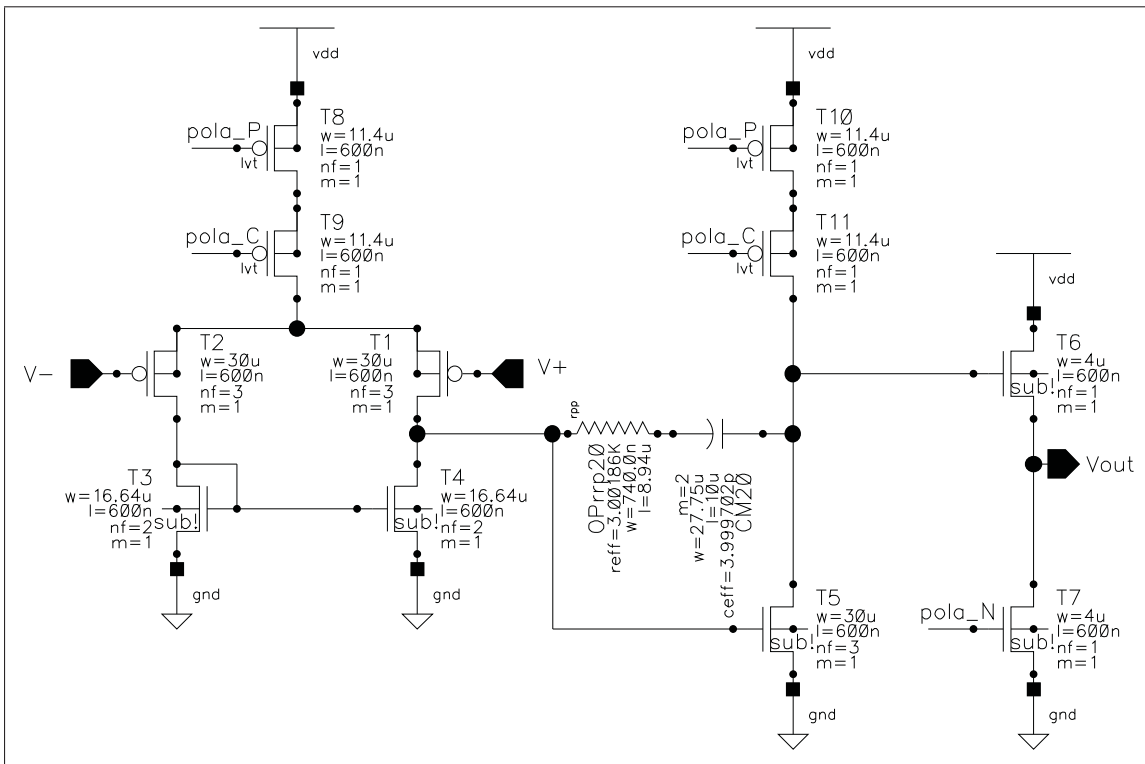 vdd
vdd
pola_P
T8
w=11.4u
l=600n
nf=1
m=1
lvt
pola_P
T10
w=11.4u
l=600n
nf=1
m=1
lvt
pola_C
T9
w=11.4u
l=600n
nf=1
m=1
lvt
pola_C
T11
w=11.4u
l=600n
nf=1
m=1
lvt
vdd
V-
T2
w=30u
l=600n
nf=3
m=1
T1
w=30u
l=600n
nf=3
m=1
V+
T6
w=4u
l=600n
nf=1
m=1
sub!
rpp
OPrrp20
reff=3.00186K
w=740.0n
l=8.94u
m=2
w=27.75u
l=10u
ceff=3.999702p
CM20
Vout
T3
w=16.64u
l=600n
nf=2
m=1
sub!
T4
w=16.64u
l=600n
nf=2
m=1
sub!
gnd
gnd
T5
w=30u
l=600n
nf=3
m=1
sub!
pola_N
T7
w=4u
l=600n
nf=1
m=1
sub!
gnd
gnd